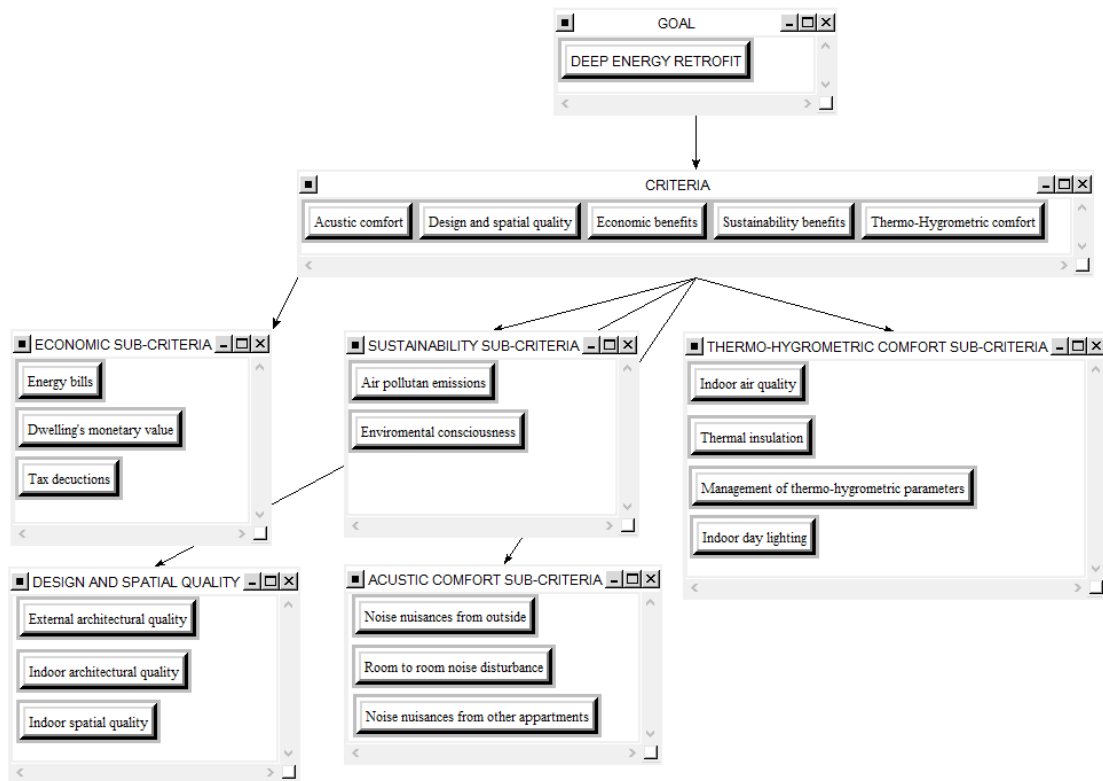 GOAL
DEEP ENERGY RETROFIT
CRITERIA
Acustic comfort
Design and spatial quality
Economic benefits
Sustainability benefits
Thermo-Hygrometric comfort
ECONOMIC SUB-CRITERIA
Energy bills
Dwelling's monetary value
Tax decuctions
SUSTAINABILITY SUB-CRITERIA
Air pollutan emissions
Enviromental consciousness
THERMO-HYGROMETRIC COMFORT SUB-CRITERIA
Indoor air quality
Thermal insulation
Management of thermo-hygrometric parameters
Indoor day lighting
DESIGN AND SPATIAL QUALITY
External architectural quality
Indoor architectural quality
Indoor spatial quality
ACUSTIC COMFORT SUB-CRITERIA
Noise nuisances from outside
Room to room noise disturbance
Noise nuisances from other appartments